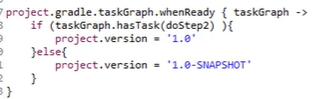 project.gradle.taskGraph.whenReady { taskGraph ->
if (taskGraph.hasTask(doStep2) ){
project.version = '1.0'
}else{
project.version = '1.0-SNAPSHOT'
}
}